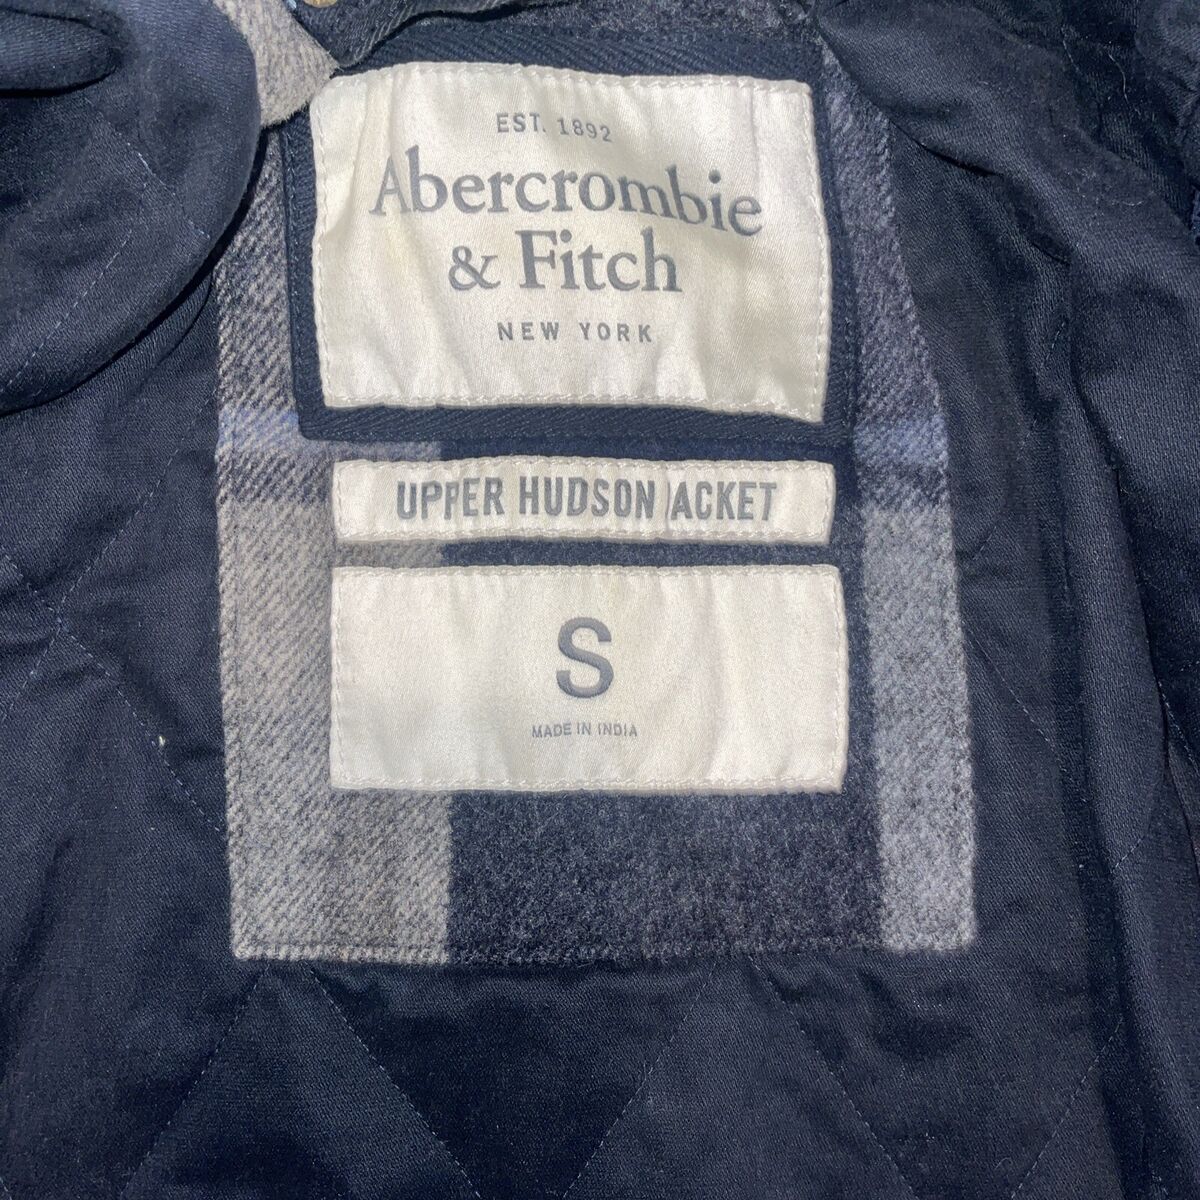 EST. 1892
Abercrombie
& Fitch
NEW YORK
UPPER HUDSON JACKET
S
MADE IN INDIA